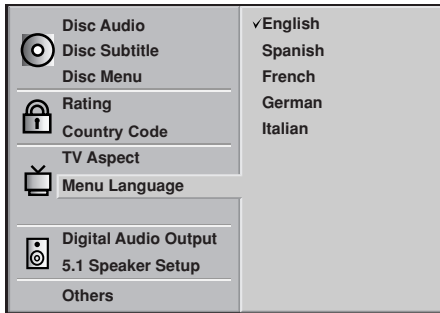 Disc Audio
Disc Subtitle
Disc Menu
Rating
Country Code
TV Aspect
Menu Language
Digital Audio Output
5.1 Speaker Setup
Others
✓English
Spanish
French
German
Italian